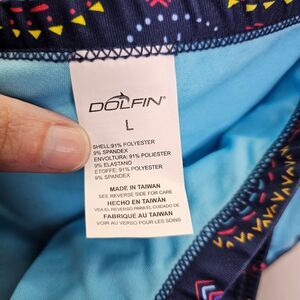 DOLFIN®
L
SHELL:91% POLYESTER
9% SPANDEX
ENVOLTURA: 91% POLIESTER
9% ELASTANO
ETOFFE: 91% POLYESTER
9% SPANDEX
MADE IN TAIWAN
SEE REVERSE SIDE FOR CARE
HECHO EN TAIWÁN
VEA EL REVERSO PARA EL CUIDADO DE
FABRIQUE AU TAIWAN
VOIR AU VERSO POUR LES SOINS